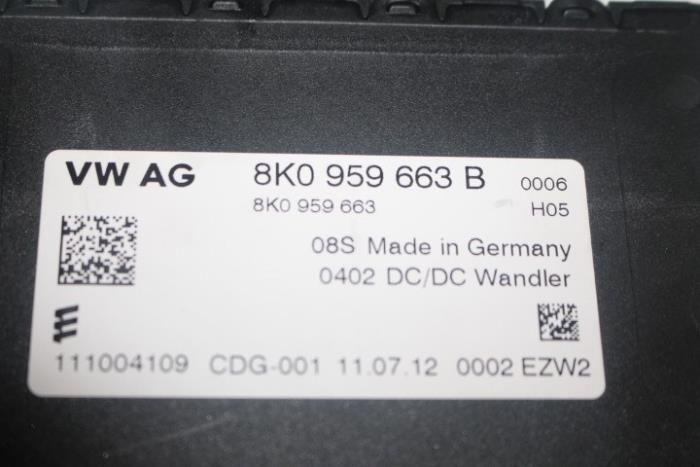 VW AG 8K0 959 663 B 0006
8K0 959 663 H05
08S Made in Germany
0402 DC/DC Wandler
111004109 CDG-001 11.07.12 0002 EZW2